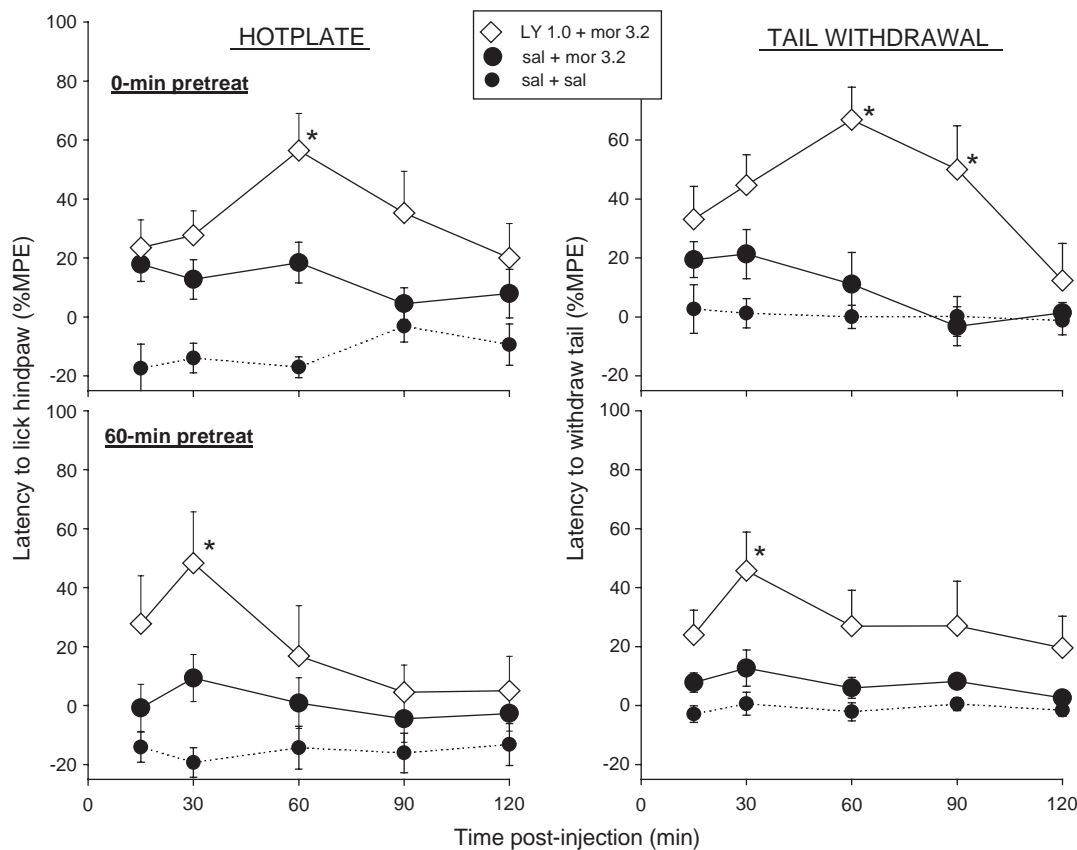 HOTPLATE
TAIL WITHDRAWAL
LY 1.0 + mor 3.2
sal + mor 3.2
sal + sal
0-min pretreat
100
80
60
40
20
0
-20
*
Latency to lick hindpaw (%MPE)
80
60
40
20
0
-20
*
*
Latency to withdraw tail (%MPE)
60-min pretreat
100
80
60
40
20
0
-20
*
0 30 60 90 120
100
80
60
40
20
0
-20
*
0 30 60 90 120
Time post-injection (min)